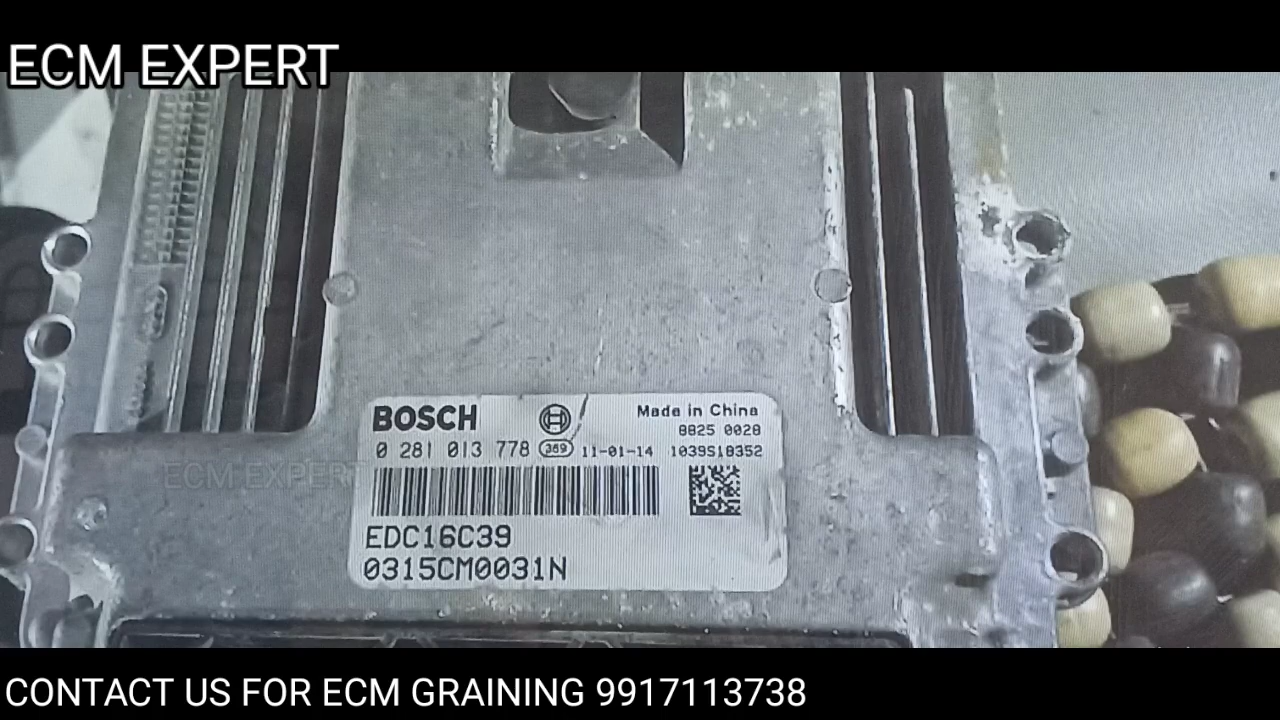 ECM EXPERT
BOSCH
Made in China
8825 0028
0 281 013 778 369 11-01-14 1039S18352
ECM EXPERT
EDC16C39
0315CM0031N
CONTACT US FOR ECM GRAINING 9917113738